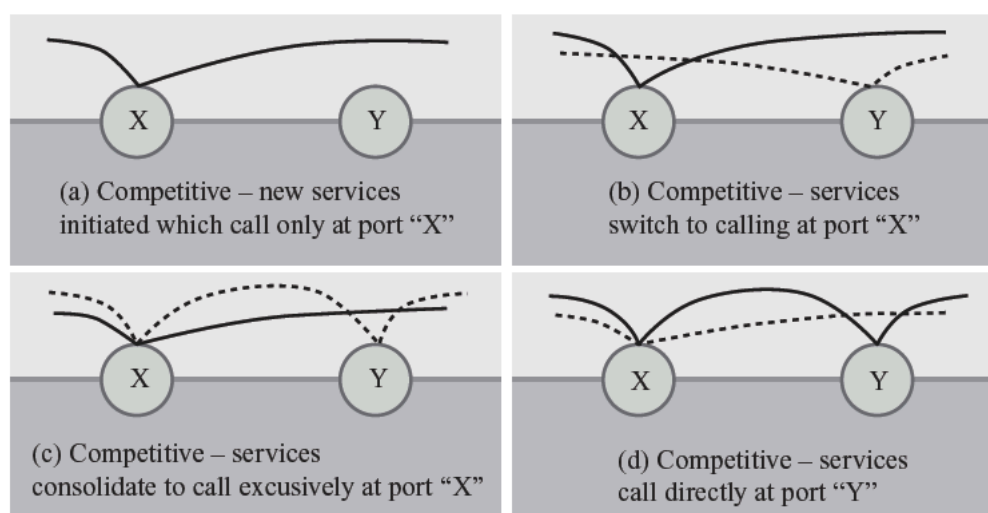 X
Y
(a) Competitive – new services
initiated which call only at port “X”
X
Y
(b) Competitive – services
switch to calling at port “X”
X
Y
(c) Competitive – services
consolidate to call excusively at port “X”
X
Y
(d) Competitive – services
call directly at port “Y”